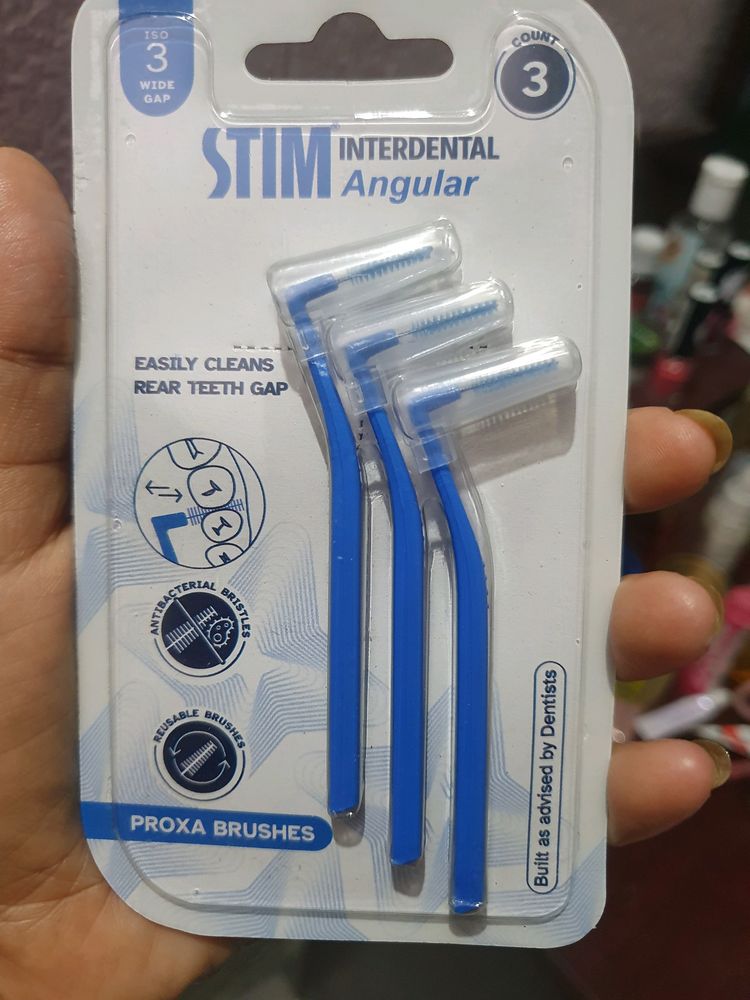 ISO
3
WIDE
GAP
COUNT
3
STIM® INTERDENTAL
Angular
EASILY CLEANS
REAR TEETH GAP
ANTIBACTERIAL BRISTLES
REUSABLE BRUSHES
PROXA BRUSHES
Built as advised by Dentists